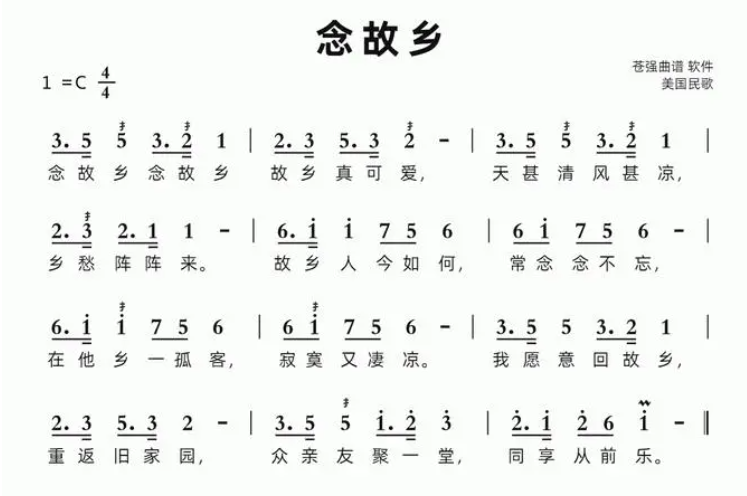 念故乡
苍强曲谱 软件
1 =C 4/4
美国民歌
3. 5 5 3. 2 1 | 2. 3 5. 3 2 - | 3. 5 5 3. 2 1 |
念 故 乡 念 故 乡 故 乡 真 可 爱， 天 甚 清 风 甚 凉，
2. 3 2. 1 1 - | 6. i̇ i̇ 7 5 6 | 6 i̇ 7 5 6 - |
乡 愁 阵 阵 来。 故 乡 人 今 如 何， 常 念 念 不 忘，
6. i̇ i̇ 7 5 6 | 6 i̇ 7 5 6 - | 3. 5 5 3. 2 1 |
在 他 乡 一 孤 客， 寂 寞 又 凄 凉。 我 愿 意 回 故 乡，
2. 3 5. 3 2 - | 3. 5 5 i̇. 2̇ 3̇ | 2̇. i̇ 2̇ 6 i̇ - ‖
重 返 旧 家 园， 众 亲 友 聚 一 堂， 同 享 从 前 乐。